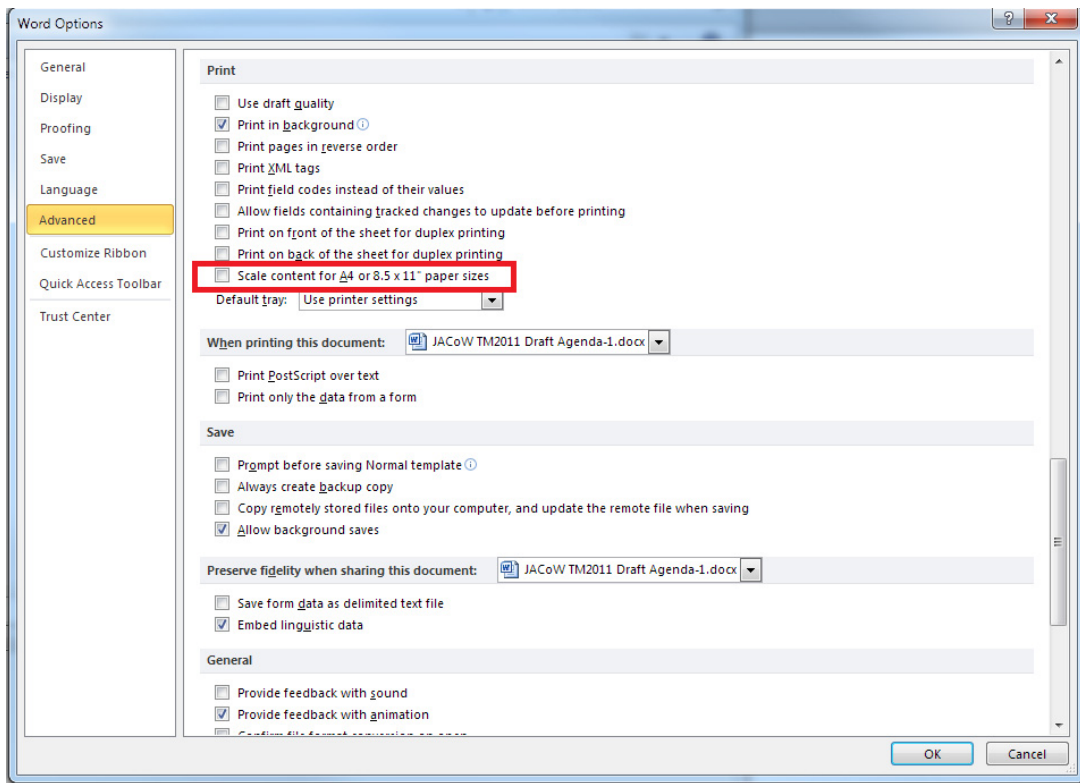 Word Options
General
Display
Proofing
Save
Language
Advanced
Customize Ribbon
Quick Access Toolbar
Trust Center
Print
Use draft quality
Print in background
Print pages in reverse order
Print XML tags
Print field codes instead of their values
Allow fields containing tracked changes to update before printing
Print on front of the sheet for duplex printing
Print on back of the sheet for duplex printing
Scale content for A4 or 8.5 x 11" paper sizes
Default tray: Use printer settings
When printing this document: JACoW TM2011 Draft Agenda-1.docx
Print PostScript over text
Print only the data from a form
Save
Prompt before saving Normal template
Always create backup copy
Copy remotely stored files onto your computer, and update the remote file when saving
Allow background saves
Preserve fidelity when sharing this document: JACoW TM2011 Draft Agenda-1.docx
Save form data as delimited text file
Embed linguistic data
General
Provide feedback with sound
Provide feedback with animation
Confirm file format conversion on open
OK Cancel